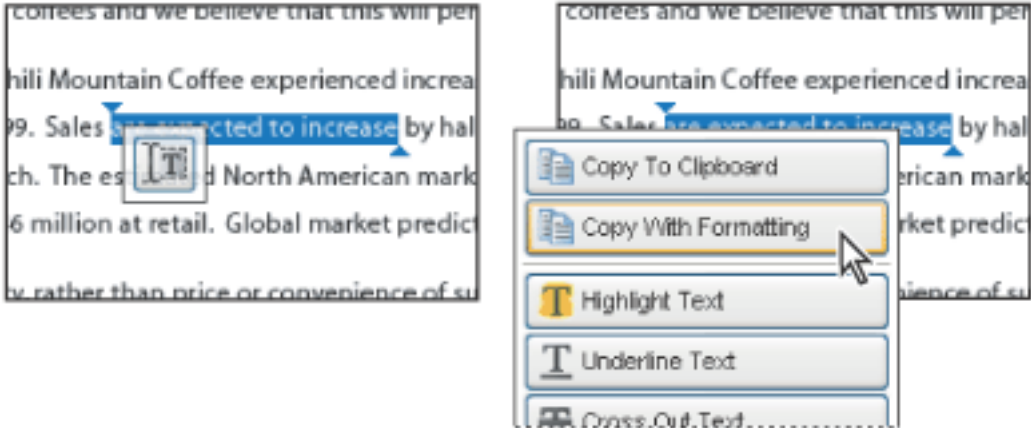 coffees and we believe that this will per
hili Mountain Coffee experienced increa
99. Sales are expected to increase by hal
ch. The es d North American mark
6 million at retail. Global market predict
y rather than price or convenience of su
coffees and we believe that this will per
hili Mountain Coffee experienced increa
99. Sales are expected to increase by hal
erican mark
rket predic
ience of su
Copy To Clipboard
Copy With Formatting
T Highlight Text
T Underline Text
Cross Out Text